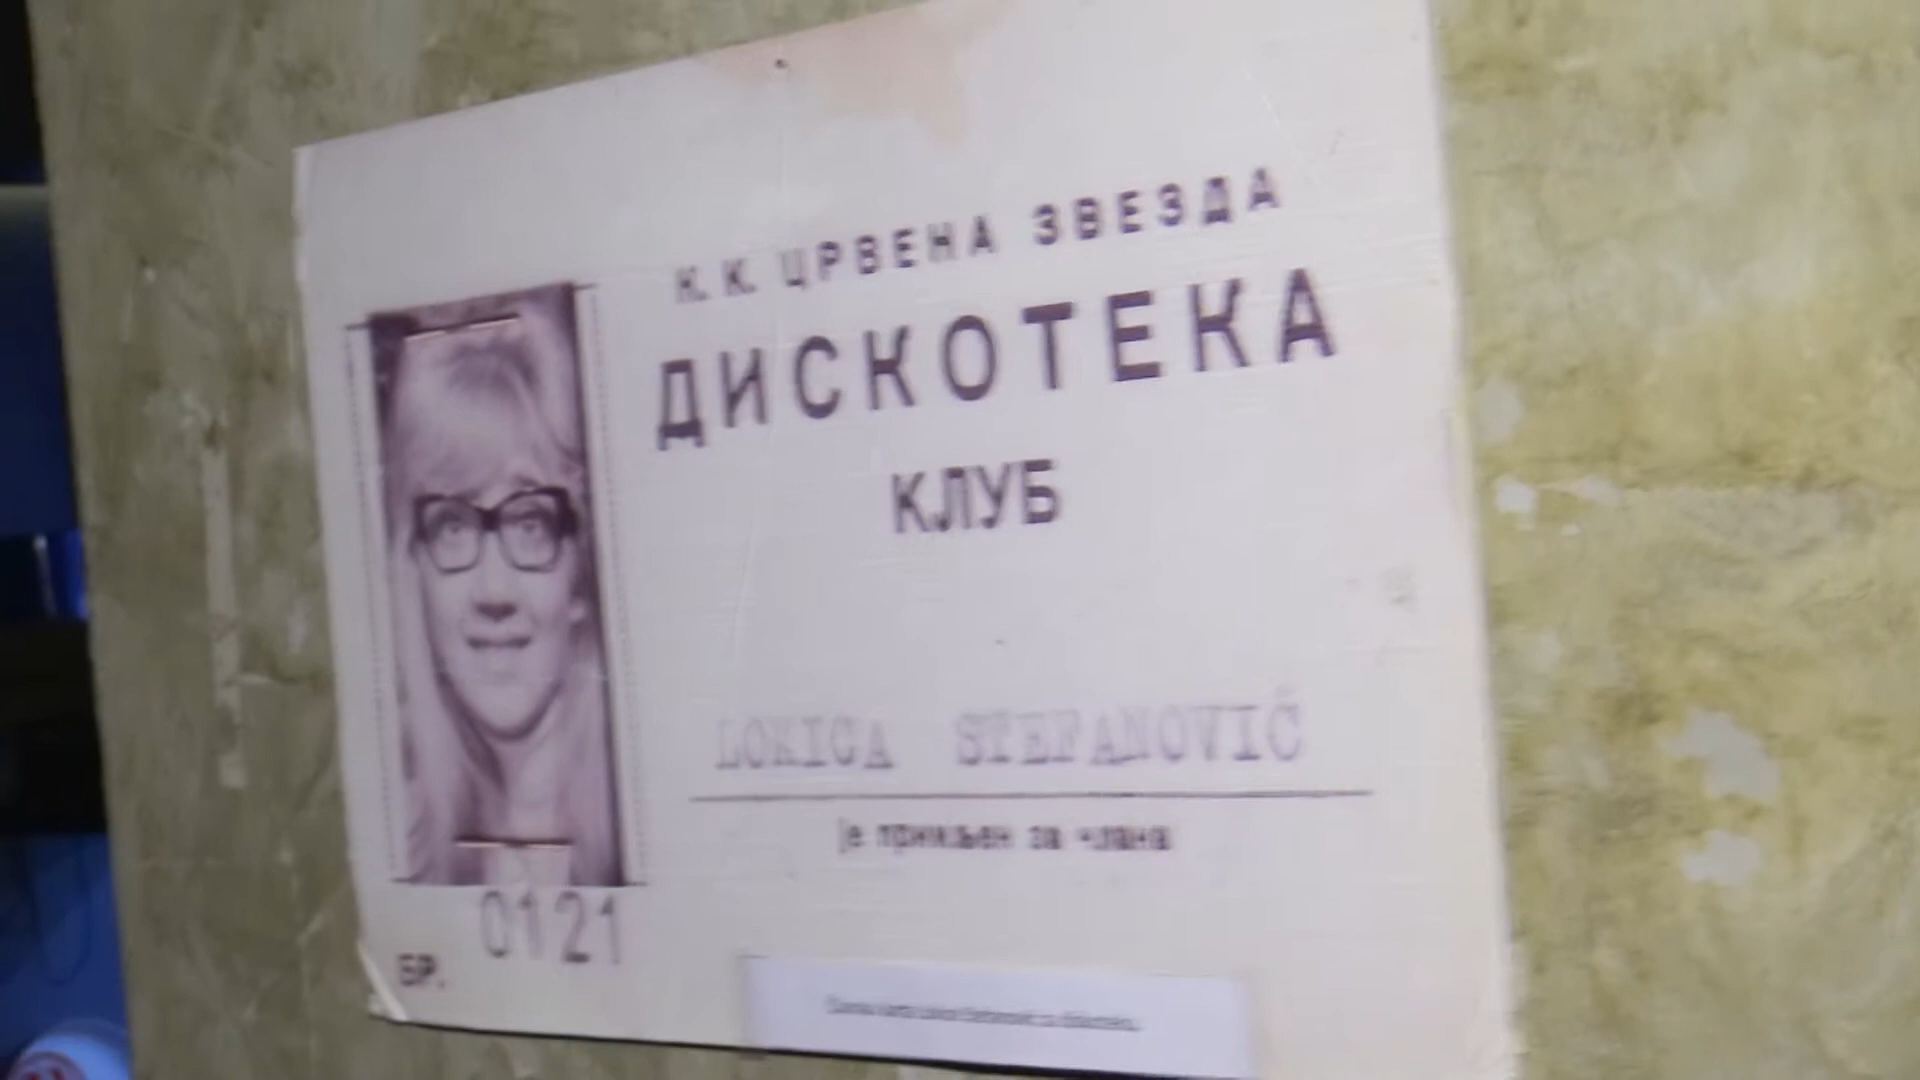 К. К. ЦРВЕНА ЗВЕЗДА
ДИСКОТЕКА
КЛУБ
LOKICA STEFANOVIĆ
је примљен за члана
БР. 0121